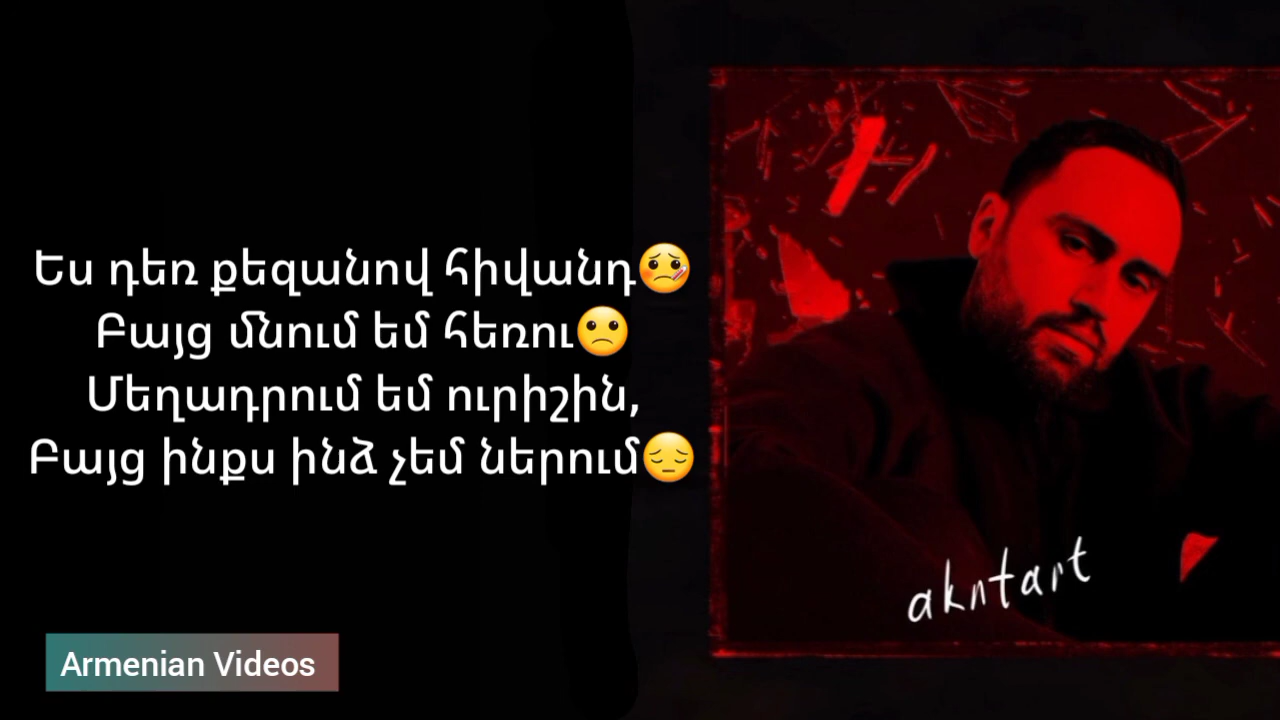 Ես դեռ քեզանով հիվանդ🤒
Բայց մնում եմ հեռու🙁
Մեղադրում եմ ուրիշին,
Բայց ինքս ինձ չեմ ներում😔
akntart
Armenian Videos